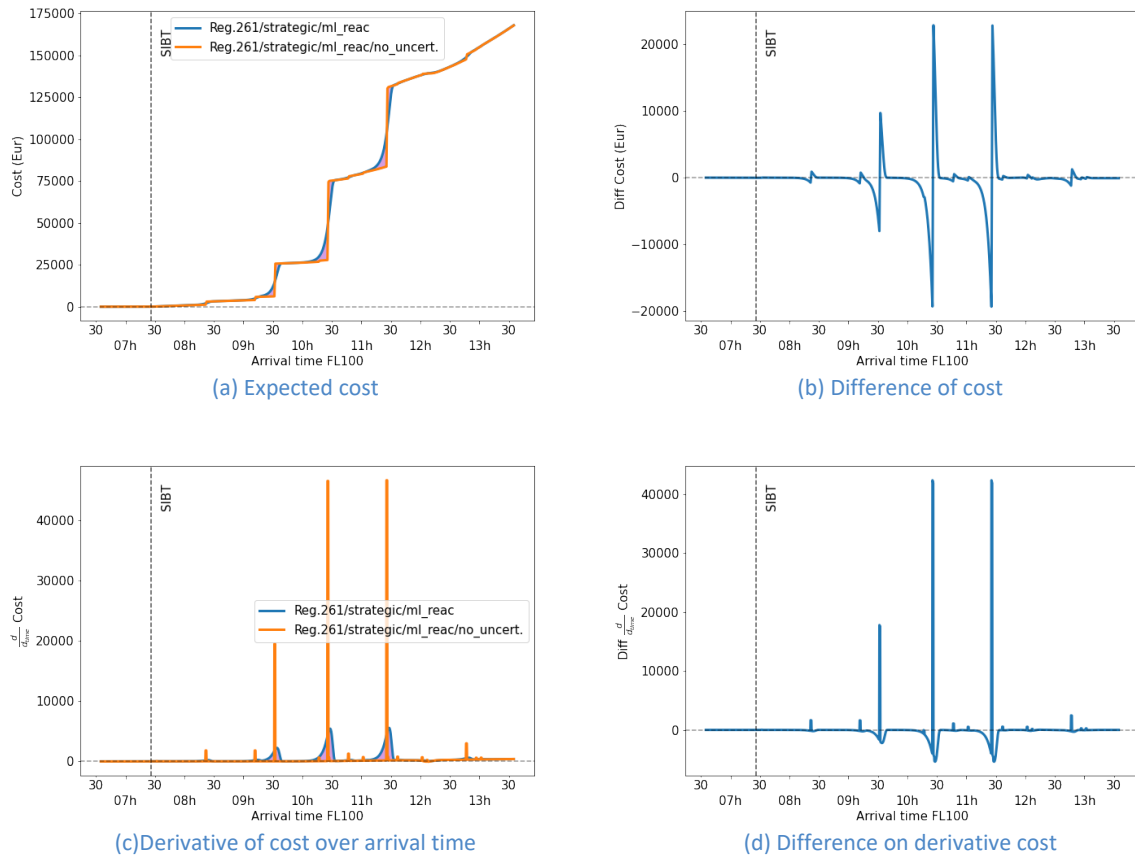 175000
150000
125000
100000
75000
50000
25000
0
Cost (Eur)
SIBT
Reg.261/strategic/ml_reac
Reg.261/strategic/ml_reac/no_uncert.
30 30 30 30 30 30 30 30
07h 08h 09h 10h 11h 12h 13h
Arrival time FL100
(a) Expected cost
20000
10000
0
−10000
−20000
Diff Cost (Eur)
SIBT
30 30 30 30 30 30 30 30
07h 08h 09h 10h 11h 12h 13h
Arrival time FL100
(b) Difference of cost
40000
30000
20000
10000
0
d/d_time Cost
SIBT
Reg.261/strategic/ml_reac
Reg.261/strategic/ml_reac/no_uncert.
30 30 30 30 30 30 30 30
07h 08h 09h 10h 11h 12h 13h
Arrival time FL100
(c)Derivative of cost over arrival time
40000
30000
20000
10000
0
Diff d/d_time Cost
SIBT
30 30 30 30 30 30 30 30
07h 08h 09h 10h 11h 12h 13h
Arrival time FL100
(d) Difference on derivative cost